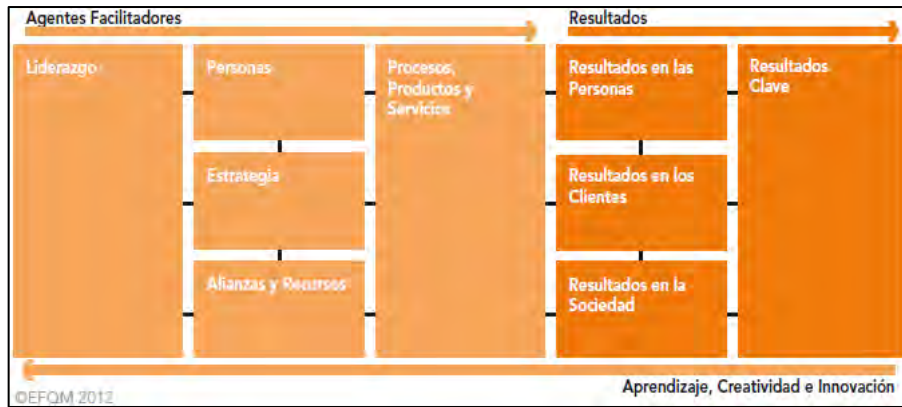 Agentes Facilitadores
Resultados
Liderazgo
Personas
Procesos,
Productos y
Servicios
Resultados en las
Personas
Resultados
Clave
Estrategia
Resultados en los
Clientes
Alianzas y Recursos
Resultados en la
Sociedad
Aprendizaje, Creatividad e Innovación
©EFQM 2012